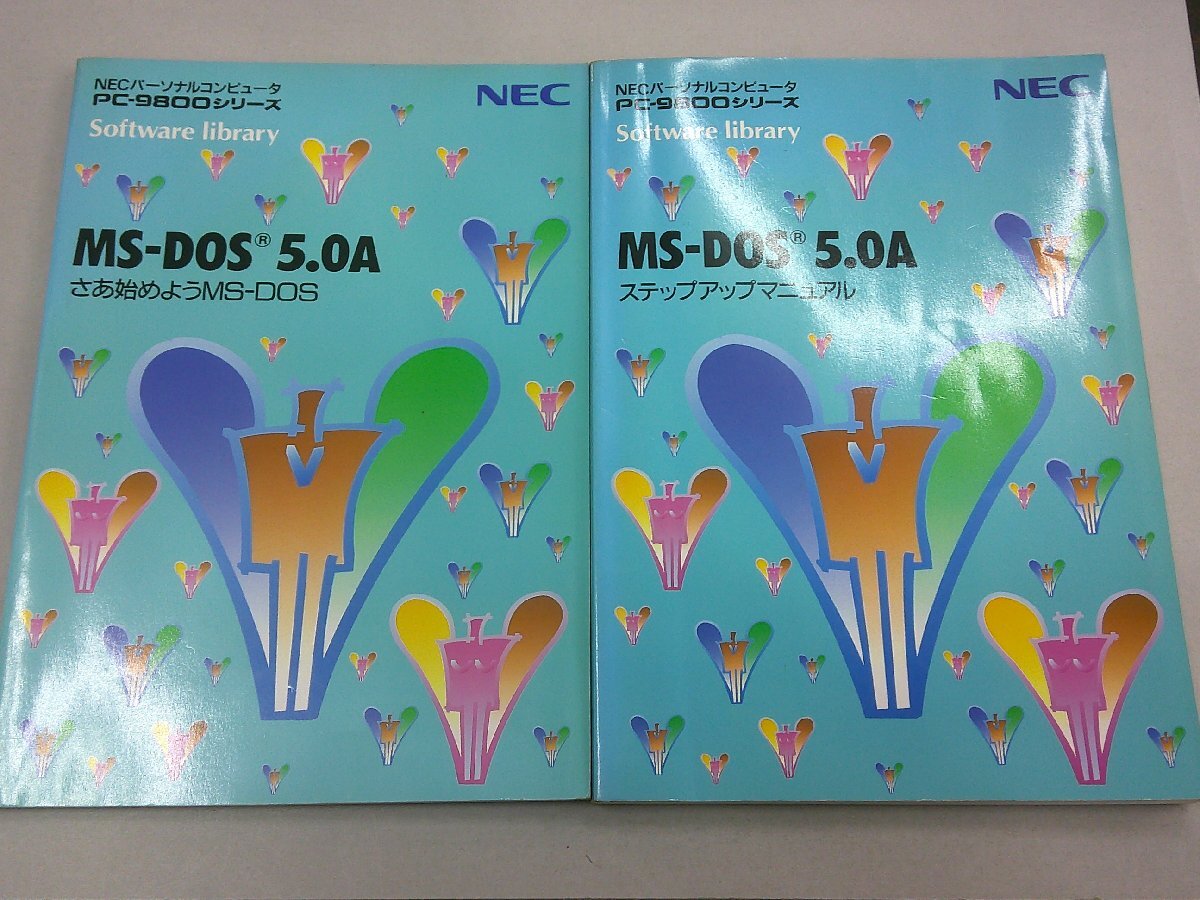 NECパーソナルコンピュータ
PC-9800シリーズ
NEC
Software library
MS-DOS® 5.0A
さあ始めようMS-DOS
NECパーソナルコンピュータ
PC-9800シリーズ
NEC
Software library
MS-DOS® 5.0A
ステップアップマニュアル